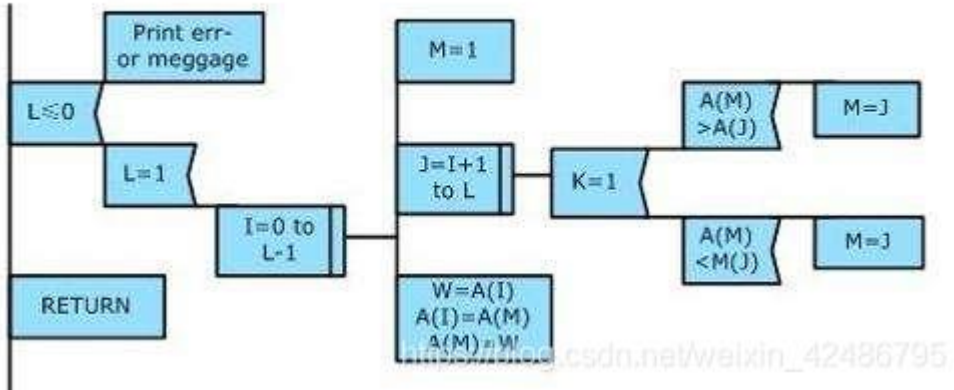 Print err-
or meggage
M=1
L≤0
A(M)
>A(J)
M=J
L=1
J=I+1
to L
K=1
I=0 to
L-1
A(M)
<M(J)
M=J
RETURN
W=A(I)
A(I)=A(M)
A(M)=W
https://blog.csdn.net/weixin_42486795